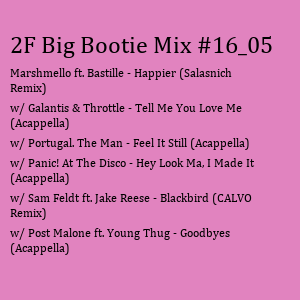 2F Big Bootie Mix #16_05
Marshmello ft. Bastille - Happier (Salasnich
Remix)
w/ Galantis & Throttle - Tell Me You Love Me
(Acappella)
w/ Portugal. The Man - Feel It Still (Acappella)
w/ Panic! At The Disco - Hey Look Ma, I Made It
(Acappella)
w/ Sam Feldt ft. Jake Reese - Blackbird (CALVO
Remix)
w/ Post Malone ft. Young Thug - Goodbyes
(Acappella)